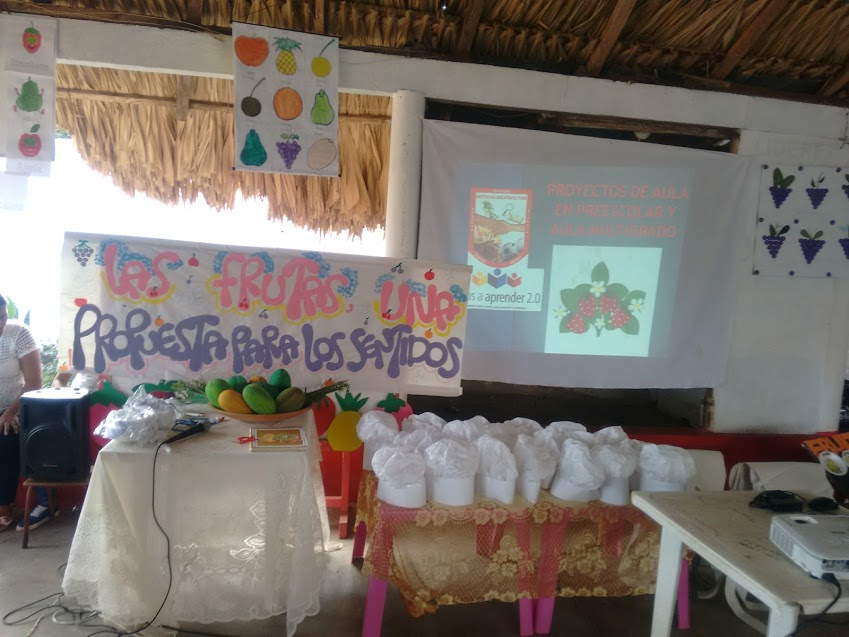 LAS FRUTAS UNA
PROPUESTA PARA LOS SENTIDOS
PROYECTOS DE AULA
EN PREESCOLAR Y
AULA MULTIGRADO
a aprender 2.0